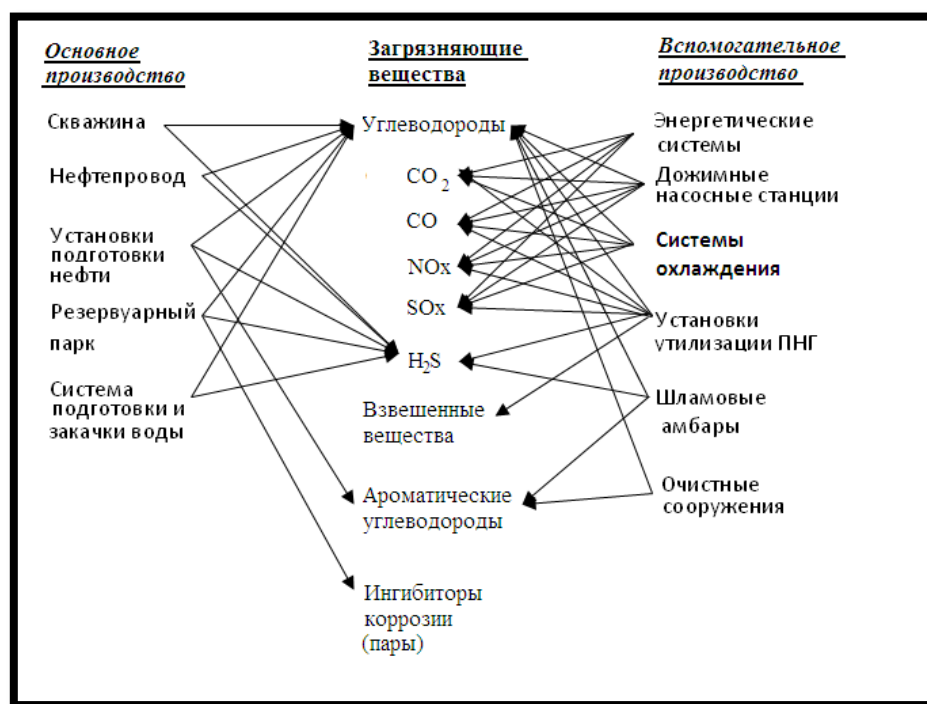 Основное
производство
Скважина
Нефтепровод
Установки
подготовки
нефти
Резервуарный
парк
Система
подготовки и
закачки воды
Загрязняющие
вещества
Углеводороды
CO2
CO
NOx
SOx
H2S
Взвешенные
вещества
Ароматические
углеводороды
Ингибиторы
коррозии
(пары)
Вспомогательное
производство
Энергетические
системы
Дожимные
насосные станции
Системы
охлаждения
Установки
утилизации ПНГ
Шламовые
амбары
Очистные
сооружения